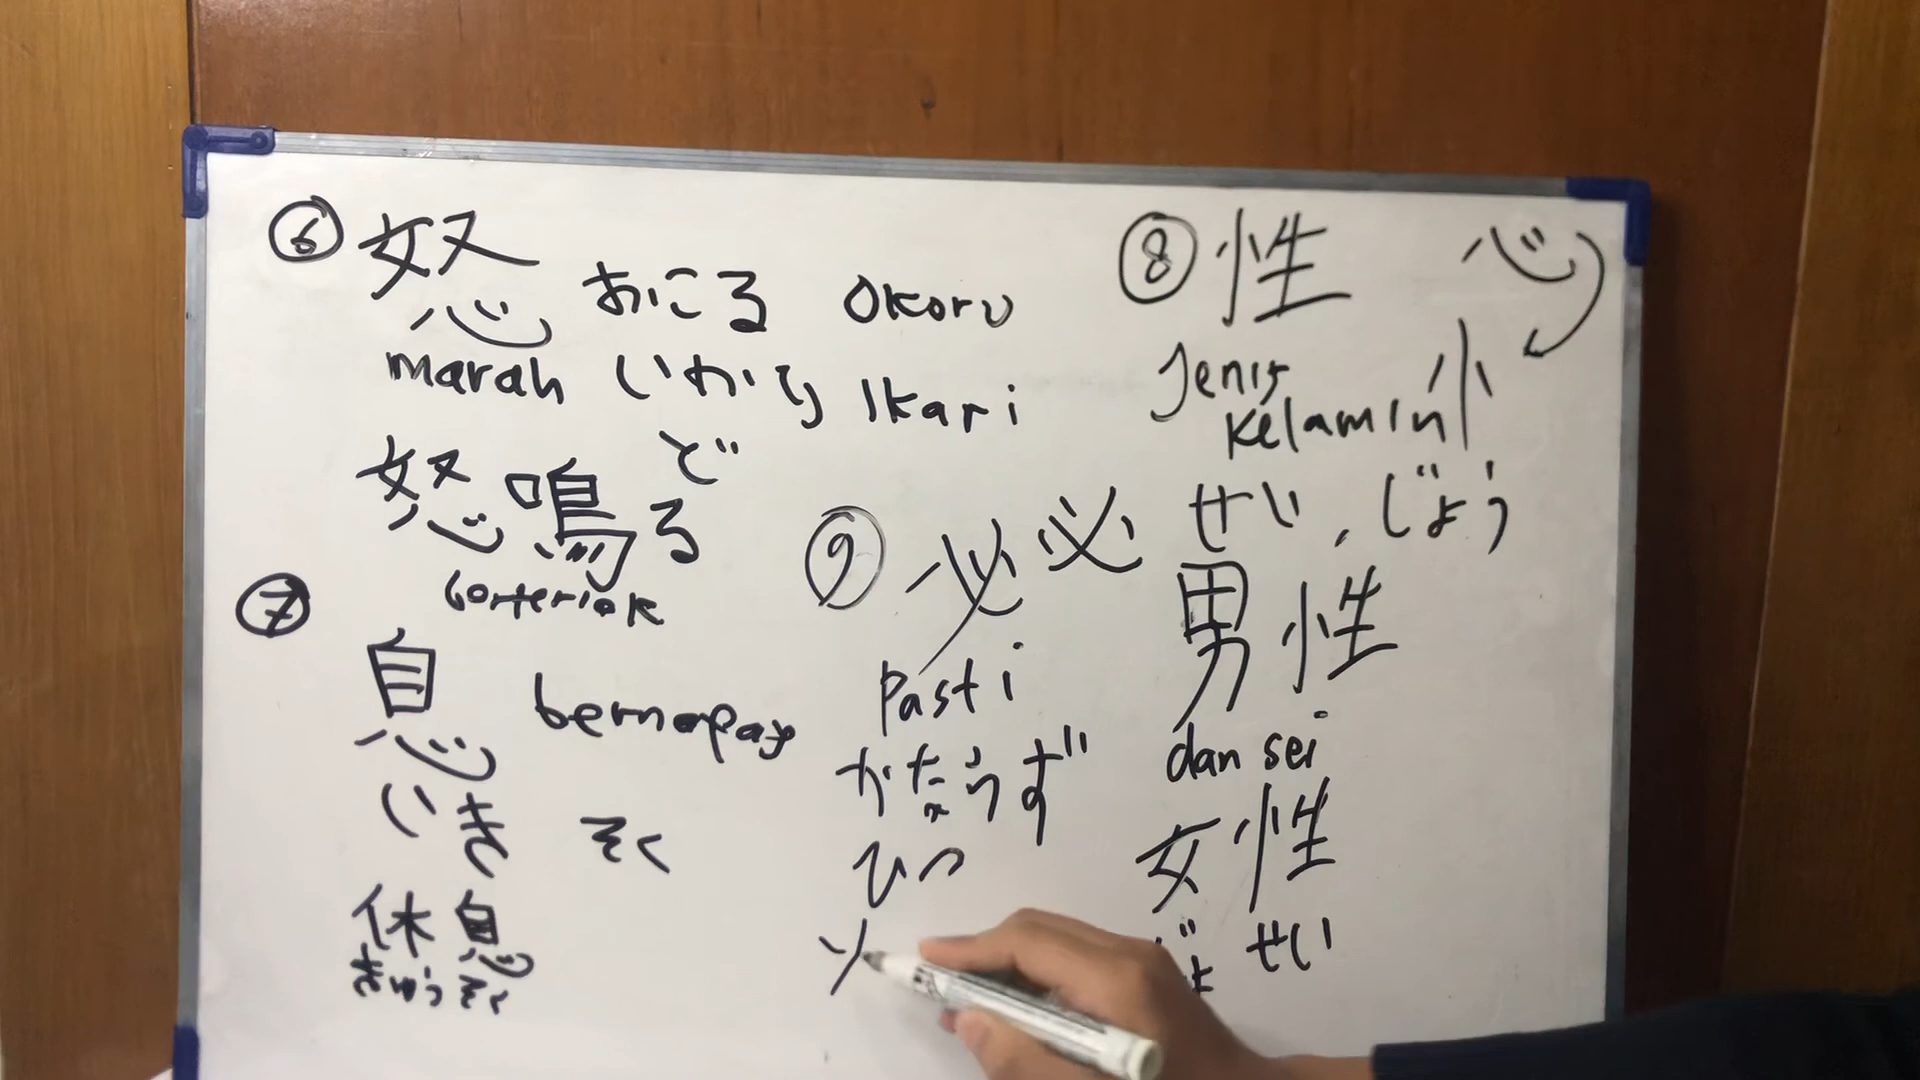 ⑥ 怒 おこる Okoru
marah いかり Ikari
ど
怒鳴る
berteriak
⑦ 息 bernapas
いき そく
休息
きゅうそく
⑧ 性 心
忄
Jenis
Kelamin
せい, じょう
男性
dan sei
女性
じょ せい
⑨ 必 必
Pasti
かならず
ひつ